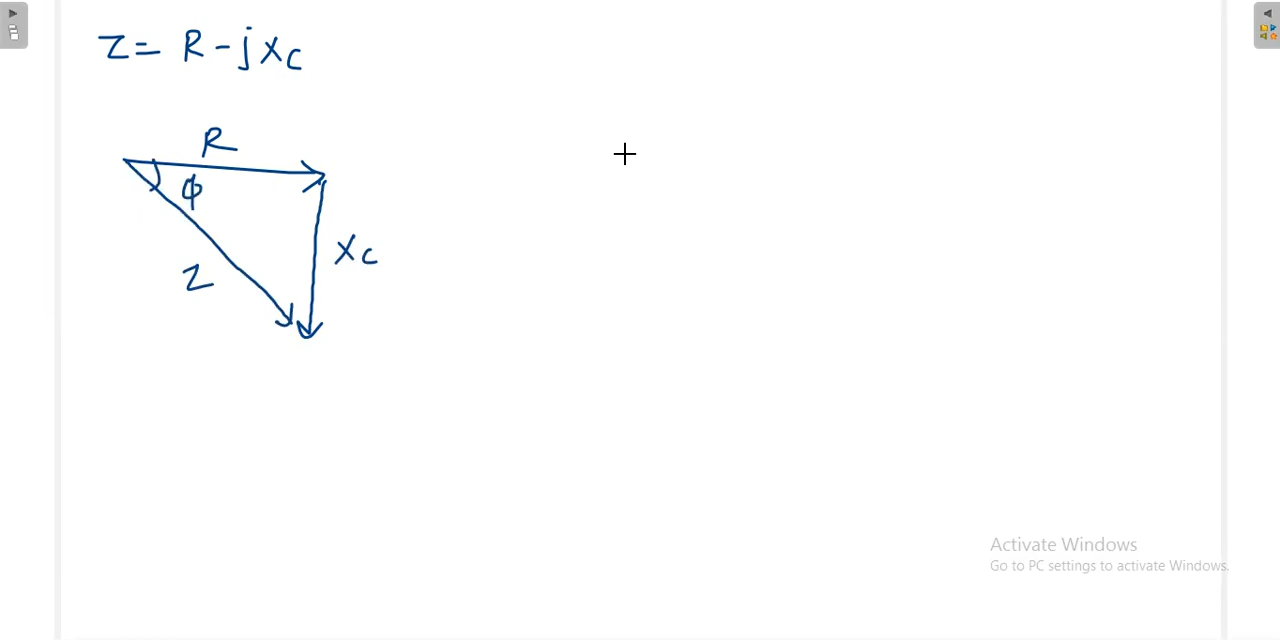 Z = R - jXc
R
φ
Xc
Z
Activate Windows
Go to PC settings to activate Windows.